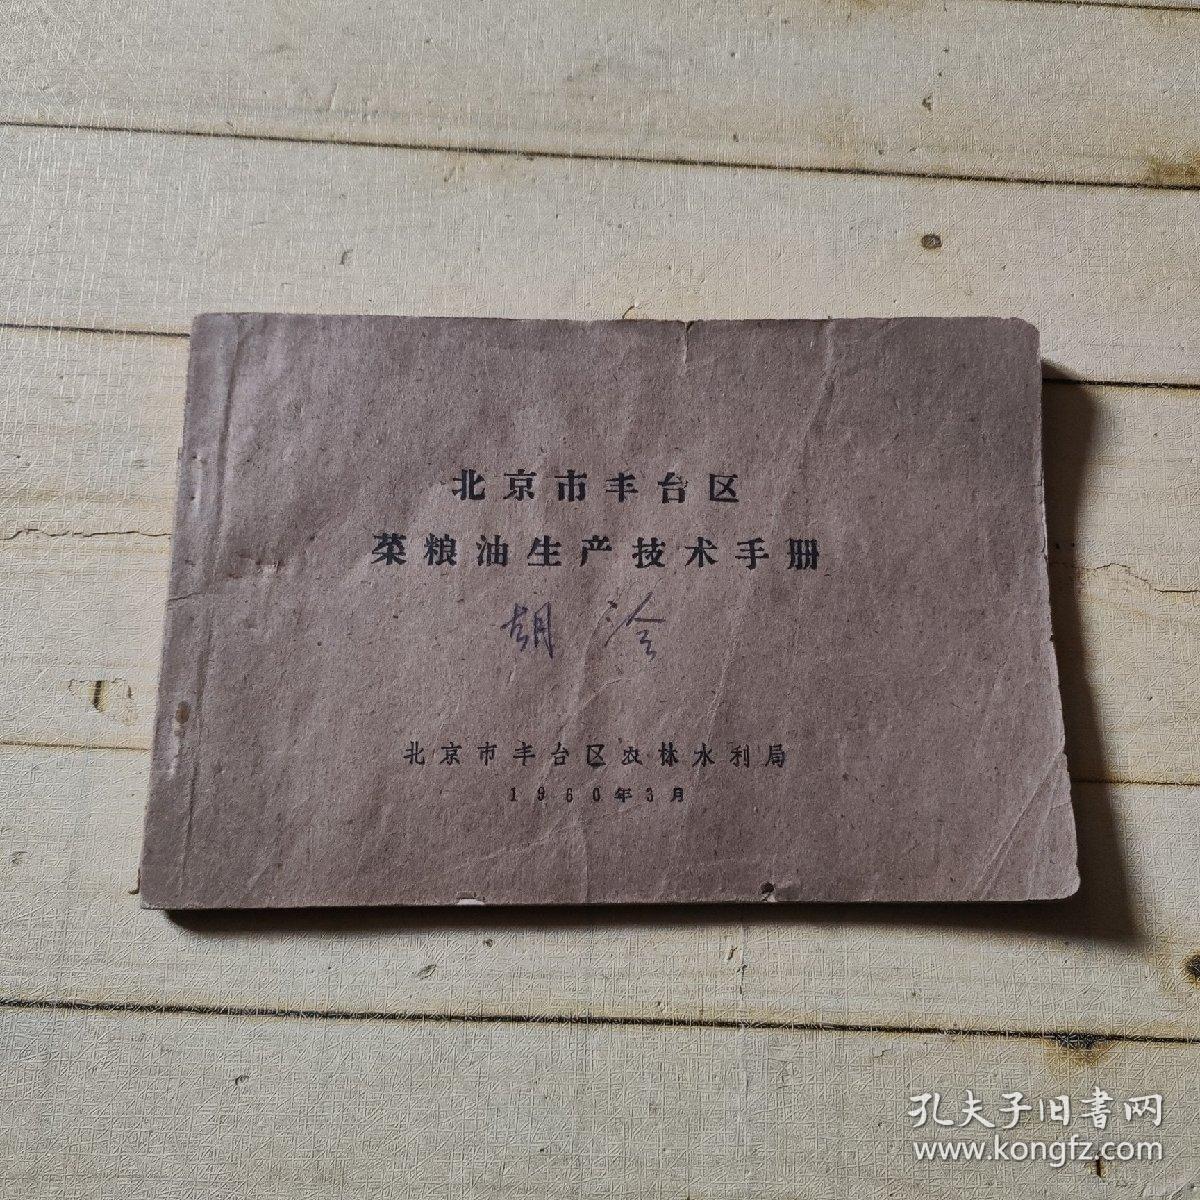 北京市丰台区
菜粮油生产技术手册
胡
北京市丰台区农林水利局
1960年3月
孔夫子旧書网
www.kongfz.com